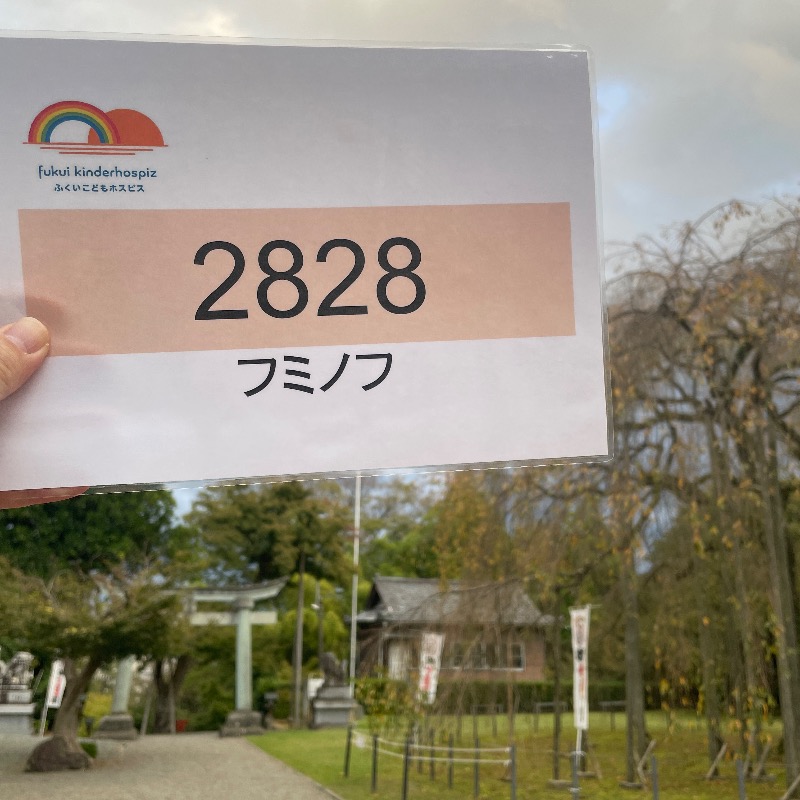 fukui kinderhospiz
ふくいこどもホスピス
2828
フミノフ